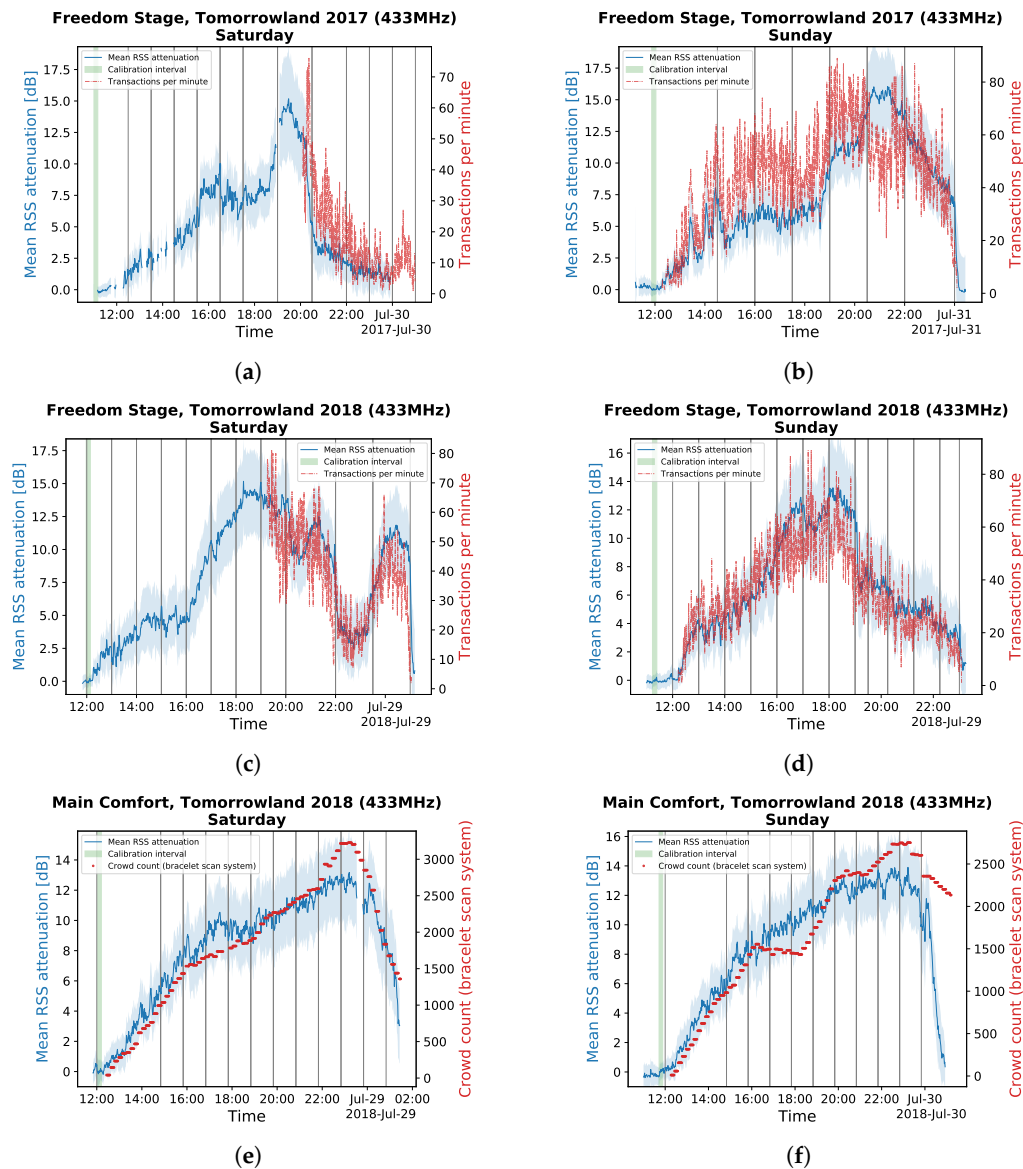 Freedom Stage, Tomorrowland 2017 (433MHz)
Saturday
Mean RSS attenuation
Calibration interval
Transactions per minute
Mean RSS attenuation [dB]
17.5
15.0
12.5
10.0
7.5
5.0
2.5
0.0
Transactions per minute
70
60
50
40
30
20
10
0
12:00 14:00 16:00 18:00 20:00 22:00 Jul-30
Time
2017-Jul-30
(a)
Freedom Stage, Tomorrowland 2017 (433MHz)
Sunday
Mean RSS attenuation
Calibration interval
Transactions per minute
Mean RSS attenuation [dB]
17.5
15.0
12.5
10.0
7.5
5.0
2.5
0.0
Transactions per minute
80
60
40
20
0
12:00 14:00 16:00 18:00 20:00 22:00 Jul-31
Time
2017-Jul-31
(b)
Freedom Stage, Tomorrowland 2018 (433MHz)
Saturday
Mean RSS attenuation
Calibration interval
Transactions per minute
Mean RSS attenuation [dB]
17.5
15.0
12.5
10.0
7.5
5.0
2.5
0.0
Transactions per minute
80
70
60
50
40
30
20
10
0
12:00 14:00 16:00 18:00 20:00 22:00 Jul-29
Time
2018-Jul-29
(c)
Freedom Stage, Tomorrowland 2018 (433MHz)
Sunday
Mean RSS attenuation
Calibration interval
Transactions per minute
Mean RSS attenuation [dB]
16
14
12
10
8
6
4
2
0
Transactions per minute
80
60
40
20
0
12:00 14:00 16:00 18:00 20:00 22:00
Time
2018-Jul-29
(d)
Main Comfort, Tomorrowland 2018 (433MHz)
Saturday
Mean RSS attenuation
Calibration interval
Crowd count (bracelet scan system)
Mean RSS attenuation [dB]
14
12
10
8
6
4
2
0
Crowd count (bracelet scan system)
3000
2500
2000
1500
1000
500
0
12:00 14:00 16:00 18:00 20:00 22:00 Jul-29 02:00
Time
2018-Jul-29
(e)
Main Comfort, Tomorrowland 2018 (433MHz)
Sunday
Mean RSS attenuation
Calibration interval
Crowd count (bracelet scan system)
Mean RSS attenuation [dB]
16
14
12
10
8
6
4
2
0
Crowd count (bracelet scan system)
2500
2000
1500
1000
500
0
12:00 14:00 16:00 18:00 20:00 22:00 Jul-30
Time
2018-Jul-30
(f)